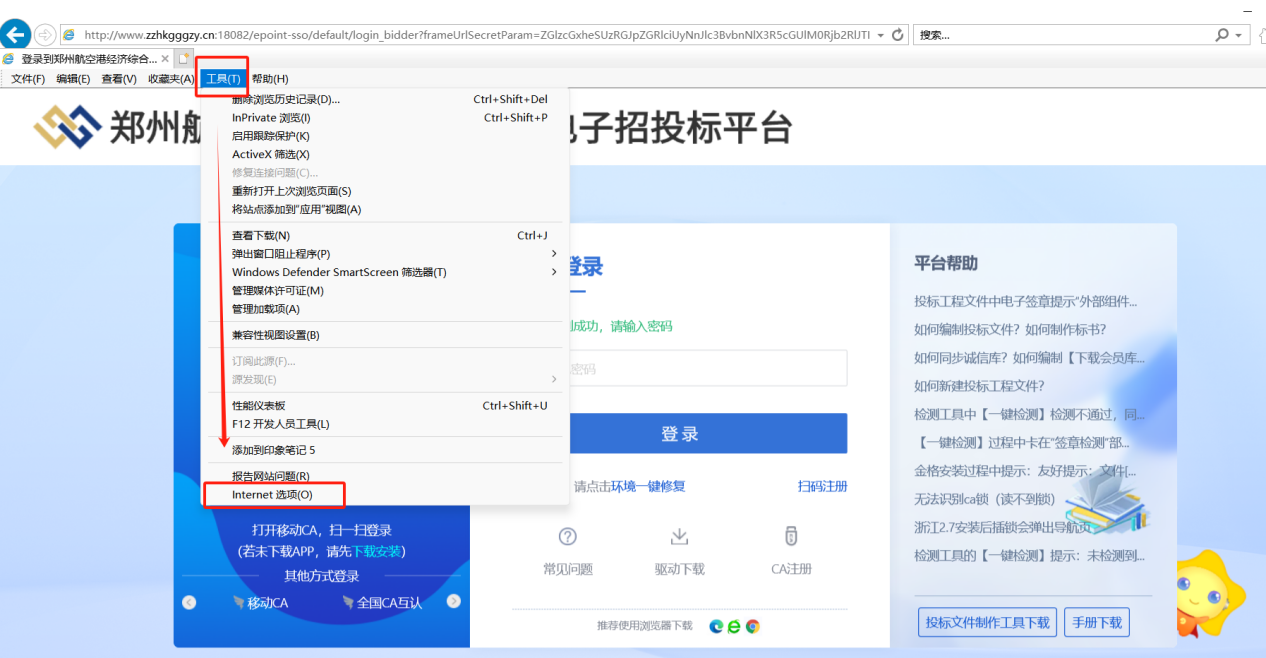 http://www.zzhkgggzy.cn:18082/epoint-sso/default/login_bidder?frameUrlSecretParam=ZGlzcGxheSUzRGJpZGRlciUyNnJlc3BvbnNlX3R5cGUlM0Rjb2RlJTI
搜索...
登录到郑州航空港经济综合...
文件(F) 编辑(E) 查看(V) 收藏夹(A) 工具(T) 帮助(H)
删除浏览历史记录(D)... Ctrl+Shift+Del
InPrivate 浏览(I) Ctrl+Shift+P
启用跟踪保护(K)
ActiveX 筛选(X)
修复连接问题(C)...
重新打开上次浏览页面(S)
将站点添加到"应用"视图(A)
查看下载(N) Ctrl+J
弹出窗口阻止程序(P)
Windows Defender SmartScreen 筛选器(T)
管理媒体许可证(M)
管理加载项(A)
兼容性视图设置(B)
订阅此源(F)...
源发现(E)
性能仪表板 Ctrl+Shift+U
F12 开发人员工具(L)
添加到印象笔记 5
报告网站问题(R)
Internet 选项(O)
郑州航
子招投标平台
打开移动CA，扫一扫登录
(若未下载APP，请先下载安装)
其他方式登录
移动CA 全国CA互认
登录
成功，请输入密码
密码
登 录
请点击环境一键修复 扫码注册
常见问题 驱动下载 CA注册
推荐使用浏览器下载
平台帮助
投标工程文件中电子签章提示"外部组件...
如何编制投标文件？如何制作标书?
如何同步诚信库？如何编制【下载会员库...
如何新建投标工程文件?
检测工具中【一键检测】检测不通过，同...
【一键检测】过程中卡在"签章检测"部...
金格安装过程中提示：友好提示：文件[...
无法识别ca锁（读不到锁）
浙江2.7安装后插锁会弹出导航页
检测工具的【一键检测】提示：未检测到...
投标文件制作工具下载 手册下载